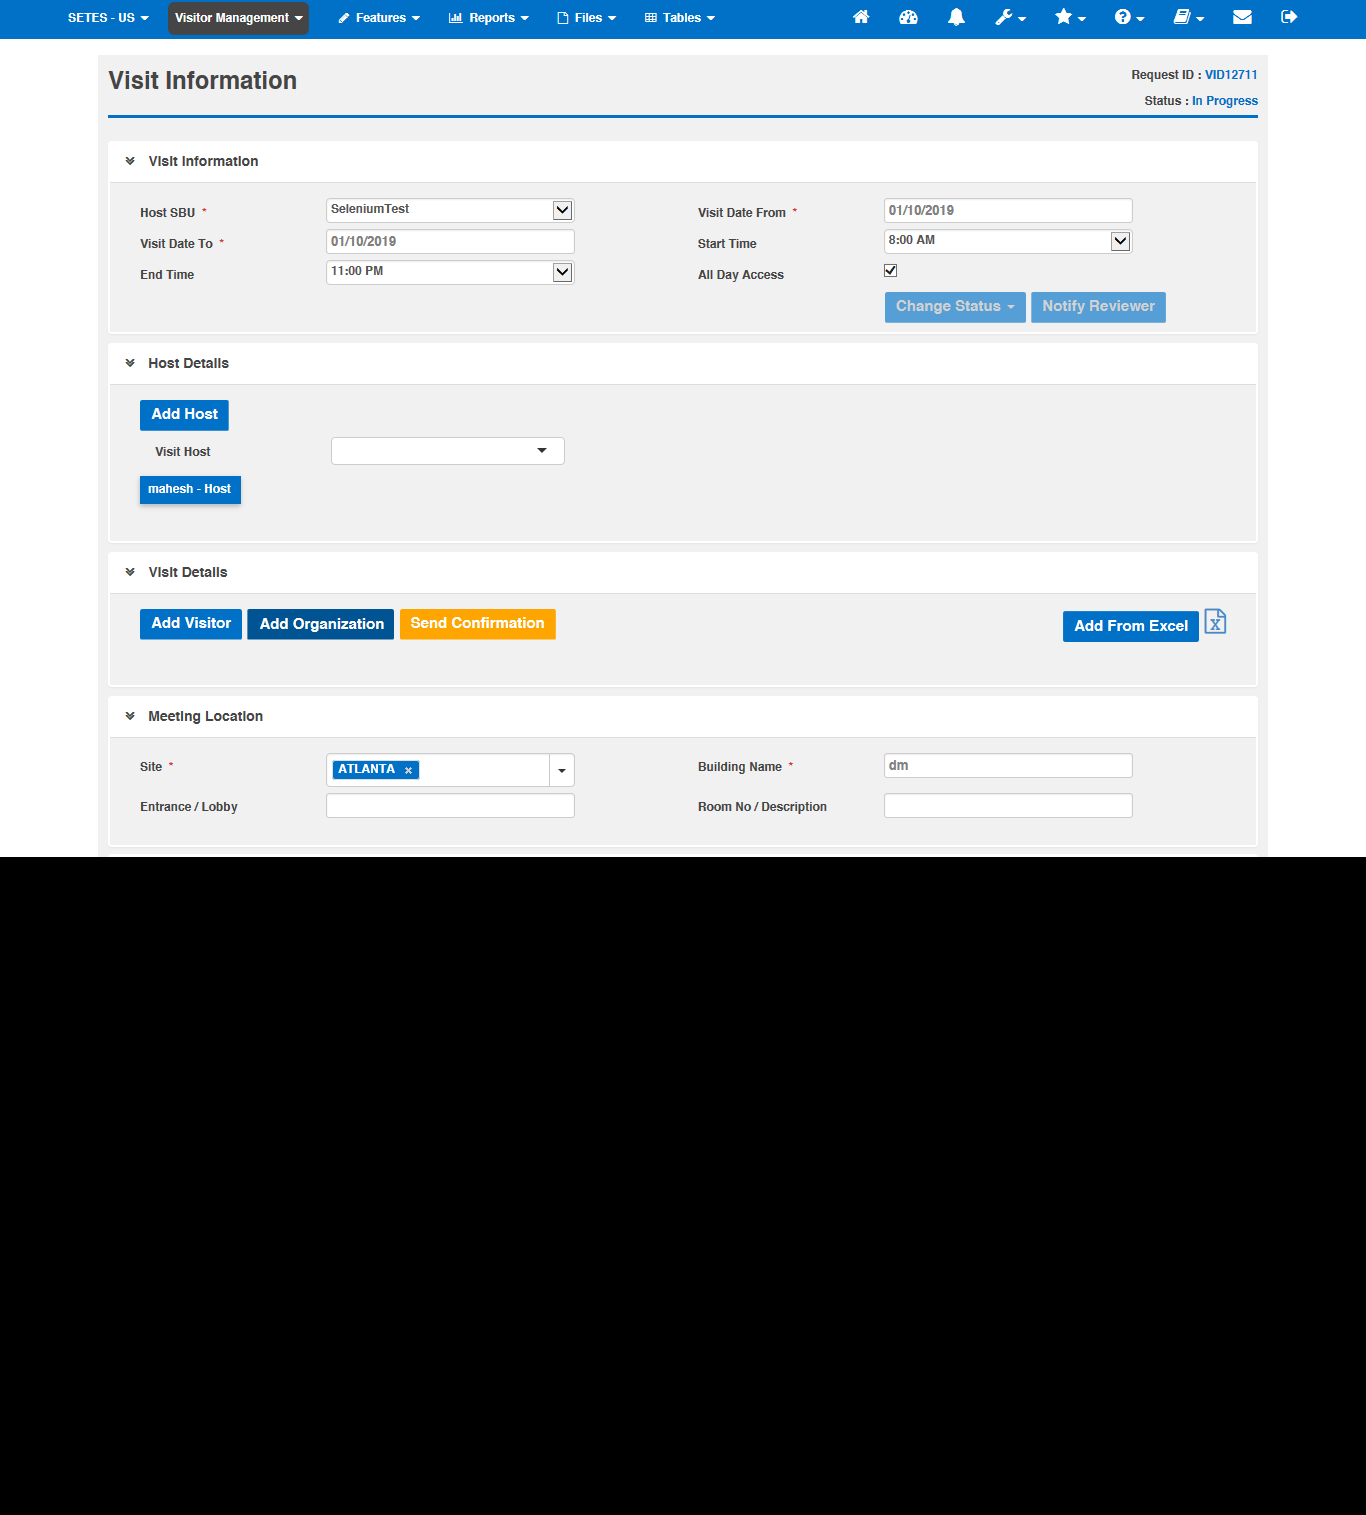 SETES - US Visitor Management Features Reports Files Tables
Visit Information
Request ID : VID12711
Status : In Progress
Visit Information
Host SBU * SeleniumTest Visit Date From * 01/10/2019
Visit Date To * 01/10/2019 Start Time 8:00 AM
End Time 11:00 PM All Day Access
Change Status Notify Reviewer
Host Details
Add Host
Visit Host
mahesh - Host
Visit Details
Add Visitor Add Organization Send Confirmation Add From Excel
Meeting Location
Site * ATLANTA × Building Name * dm
Entrance / Lobby Room No / Description